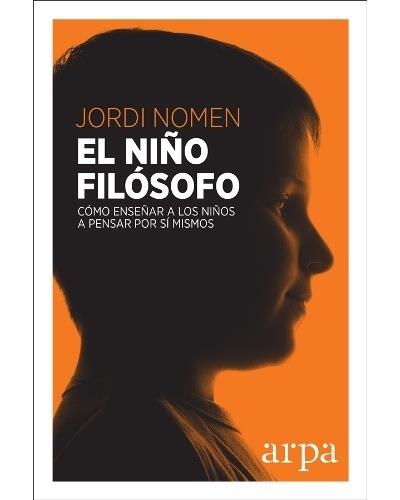 JORDI NOMEN
EL NIÑO
FILÓSOFO
CÓMO ENSEÑAR A LOS NIÑOS
A PENSAR POR SÍ MISMOS
arpa